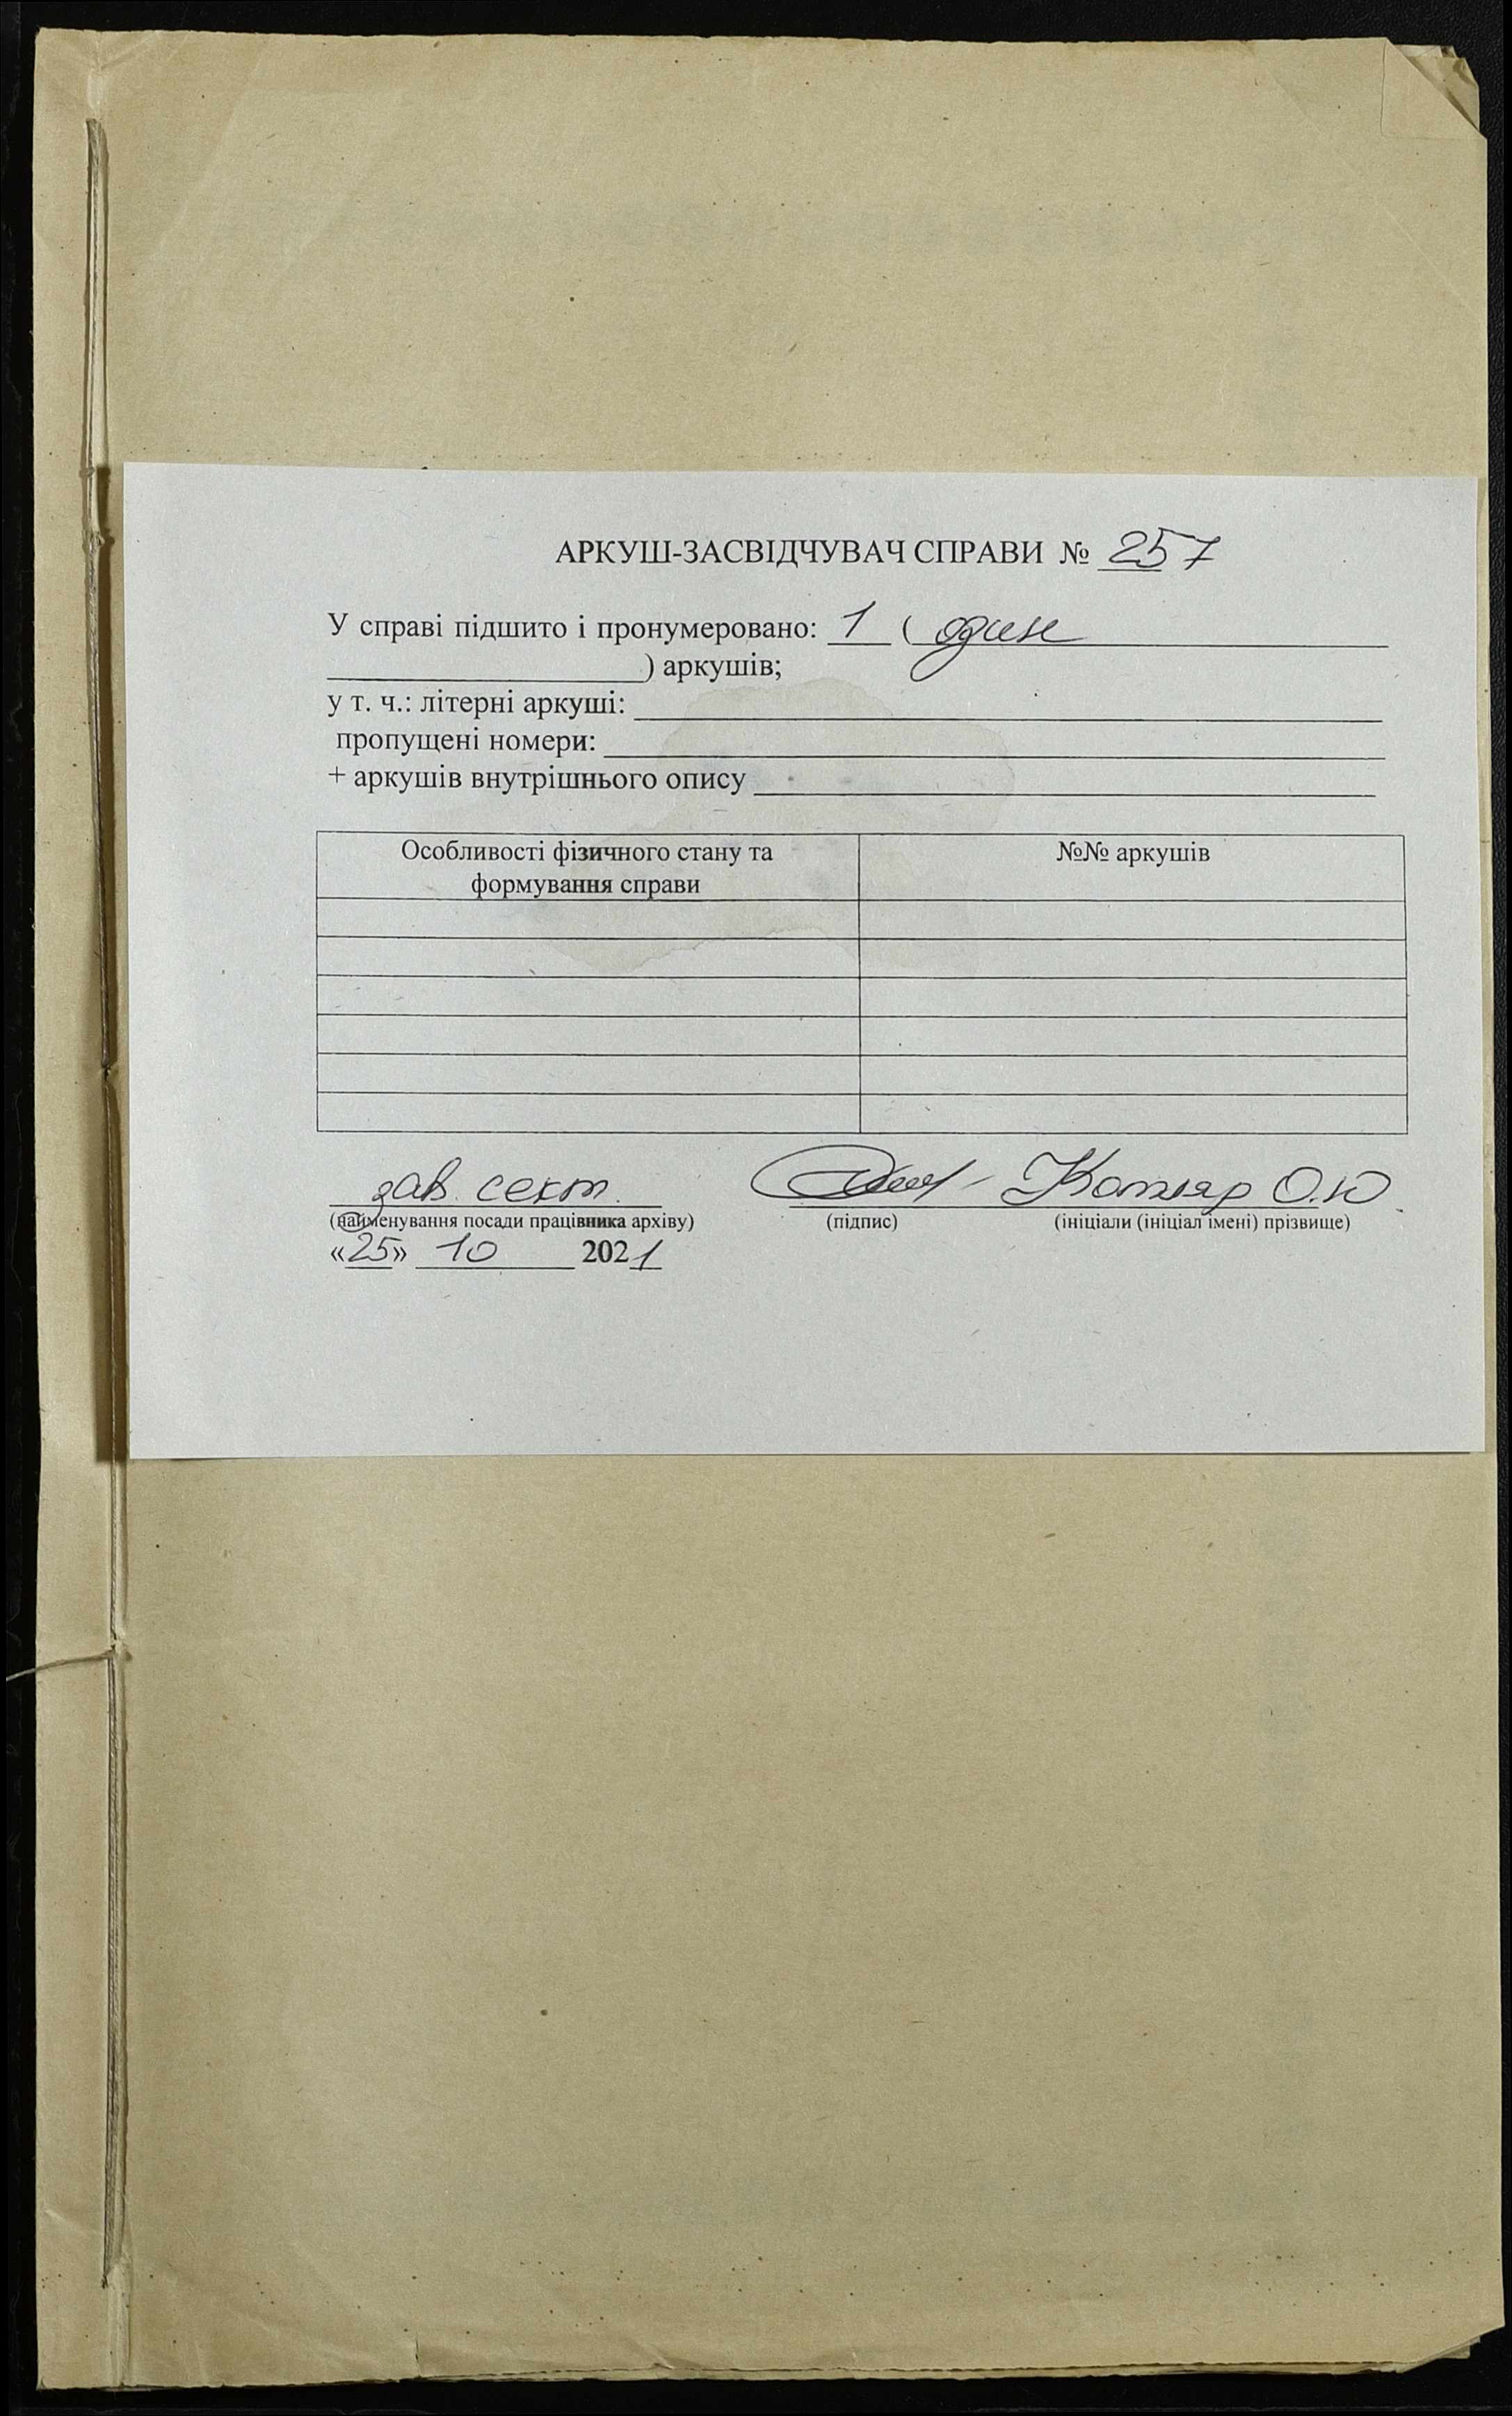 АРКУШ-ЗАСВІДЧУВАЧ СПРАВИ № 257
У справі підшито і пронумеровано: 1 ( один
) аркушів;
у т. ч.: літерні аркуші:
пропущені номери:
+ аркушів внутрішнього опису
Особливості фізичного стану та
формування справи
№№ аркушів
зав. сект. Котляр О.Ю
(найменування посади працівника архіву) (підпис) (ініціали (ініціал імені) прізвище)
«25» 10 2021